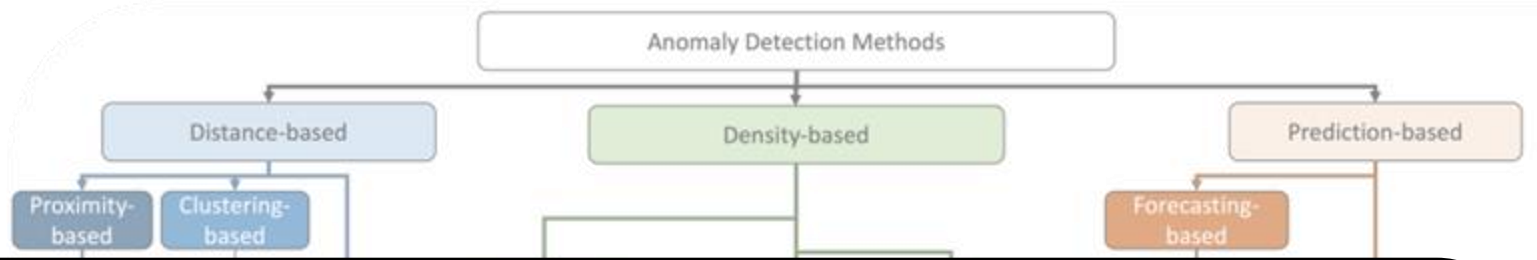 Anomaly Detection Methods
Distance-based
Density-based
Prediction-based
Proximity-
based
Clustering-
based
Forecasting-
based